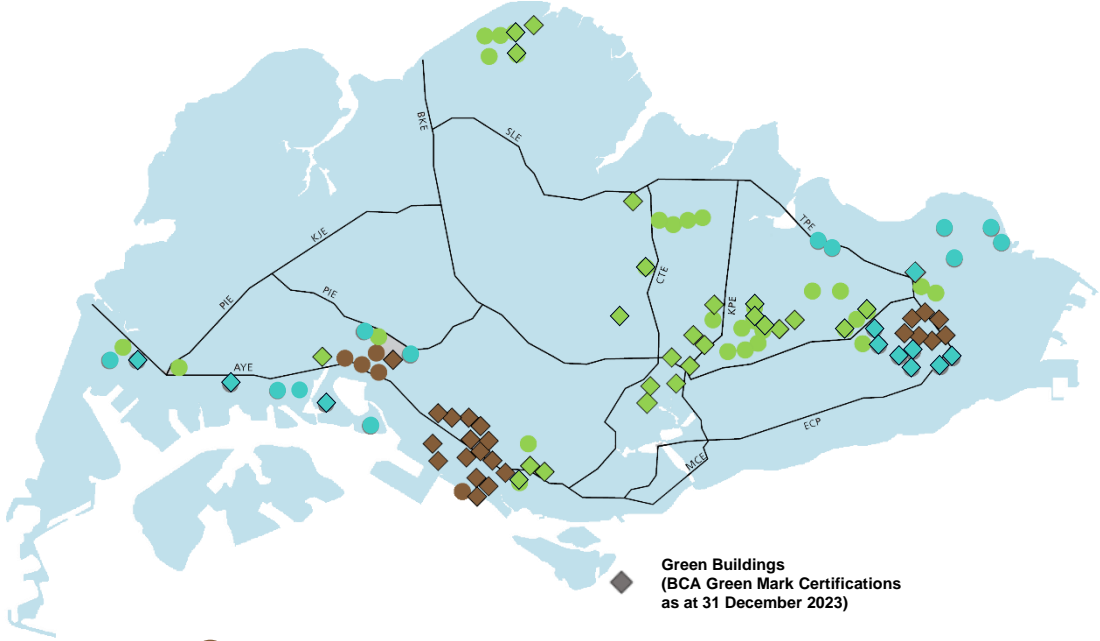 BKE
SLE
KJE
TPE
PIE
PIE
CTE
KPE
AYE
ECP
MCE
Green Buildings
(BCA Green Mark Certifications
as at 31 December 2023)